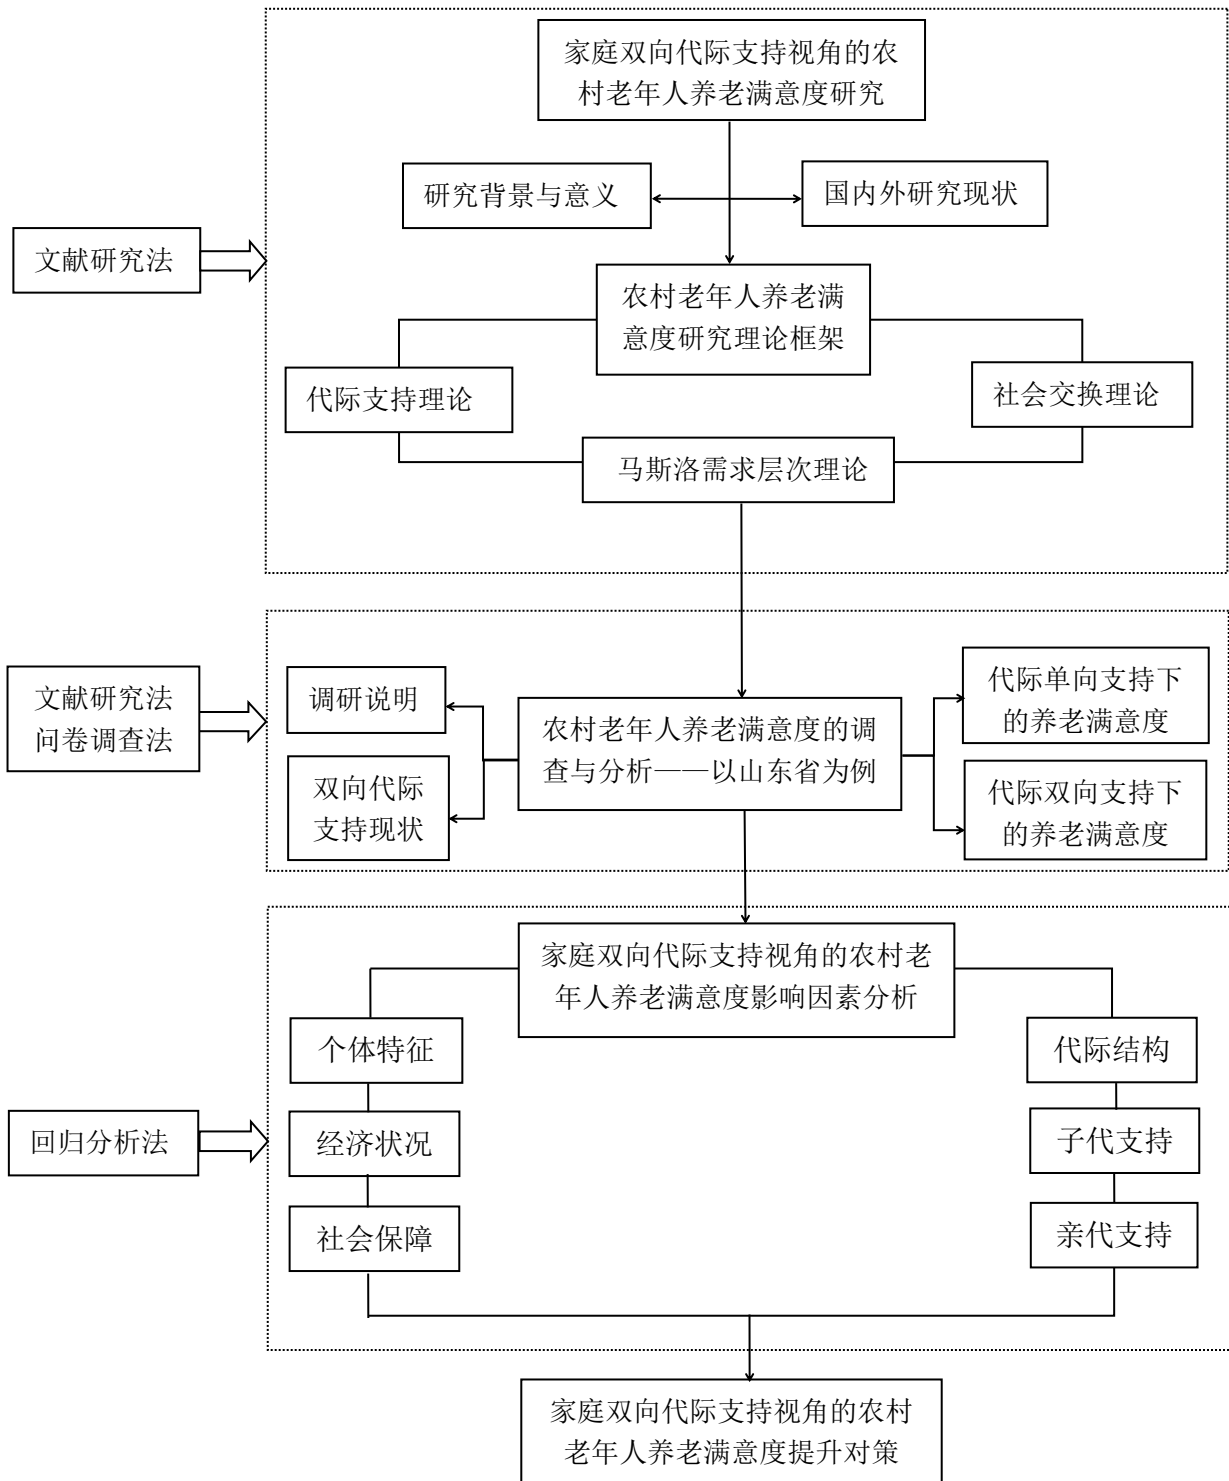 家庭双向代际支持视角的农
村老年人养老满意度研究
研究背景与意义
国内外研究现状
文献研究法
农村老年人养老满
意度研究理论框架
代际支持理论
社会交换理论
马斯洛需求层次理论
文献研究法
问卷调查法
调研说明
双向代际
支持现状
农村老年人养老满意度的调
查与分析——以山东省为例
代际单向支持下
的养老满意度
代际双向支持下
的养老满意度
家庭双向代际支持视角的农村老
年人养老满意度影响因素分析
回归分析法
个体特征
经济状况
社会保障
代际结构
子代支持
亲代支持
家庭双向代际支持视角的农村
老年人养老满意度提升对策